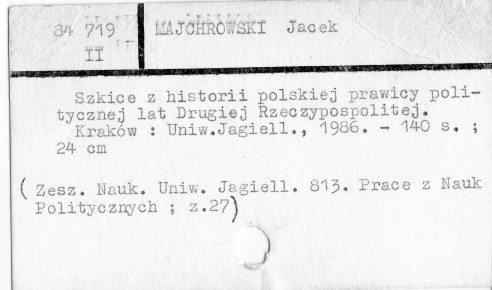 84 719 MAJCHROWSKI Jacek
II
Szkice z historii polskiej prawicy poli-
tycznej lat Drugiej Rzeczypospolitej.
Kraków : Uniw.Jagiell., 1986. - 140 s. ;
24 cm
(Zesz. Nauk. Uniw. Jagiell. 813. Prace z Nauk
Politycznych ; z.27)